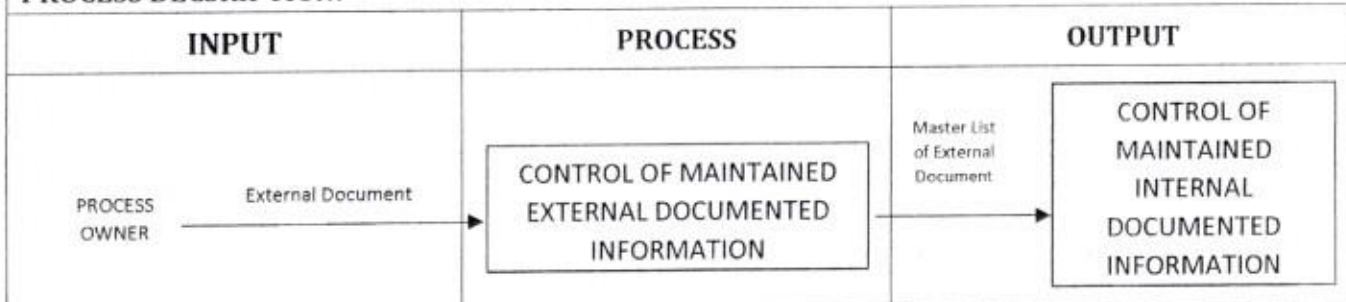 INPUT
PROCESS
OUTPUT
PROCESS
OWNER
External Document
CONTROL OF MAINTAINED
EXTERNAL DOCUMENTED
INFORMATION
Master List
of External
Document
CONTROL OF
MAINTAINED
INTERNAL
DOCUMENTED
INFORMATION